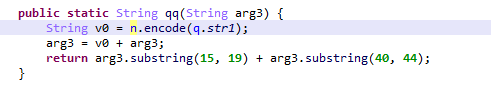 public static String qq(String arg3) {
String v0 = n.encode(q.str1);
arg3 = v0 + arg3;
return arg3.substring(15, 19) + arg3.substring(40, 44);
}